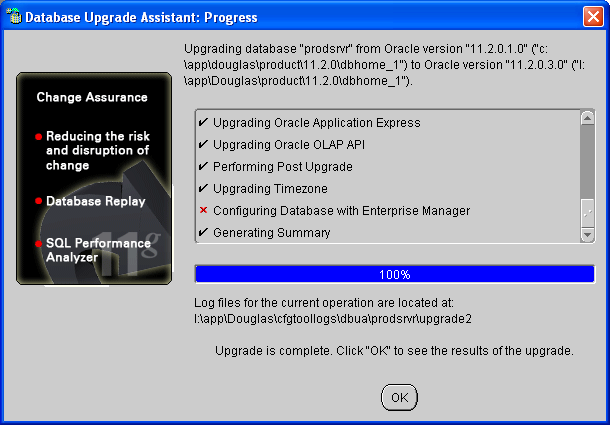 Database Upgrade Assistant: Progress
Upgrading database "prodsrvr" from Oracle version "11.2.0.1.0" ("c:
\app\douglas\product\11.2.0\dbhome_1") to Oracle version "11.2.0.3.0" ("l:
\app\Douglas\product\11.2.0\dbhome_1").
Change Assurance
Reducing the risk
and disruption of
change
Database Replay
SQL Performance
Analyzer
11g
Upgrading Oracle Application Express
Upgrading Oracle OLAP API
Performing Post Upgrade
Upgrading Timezone
Configuring Database with Enterprise Manager
Generating Summary
100%
Log files for the current operation are located at:
l:\app\Douglas\cfgtoollogs\dbua\prodsrvr\upgrade2
Upgrade is complete. Click "OK" to see the results of the upgrade.
OK